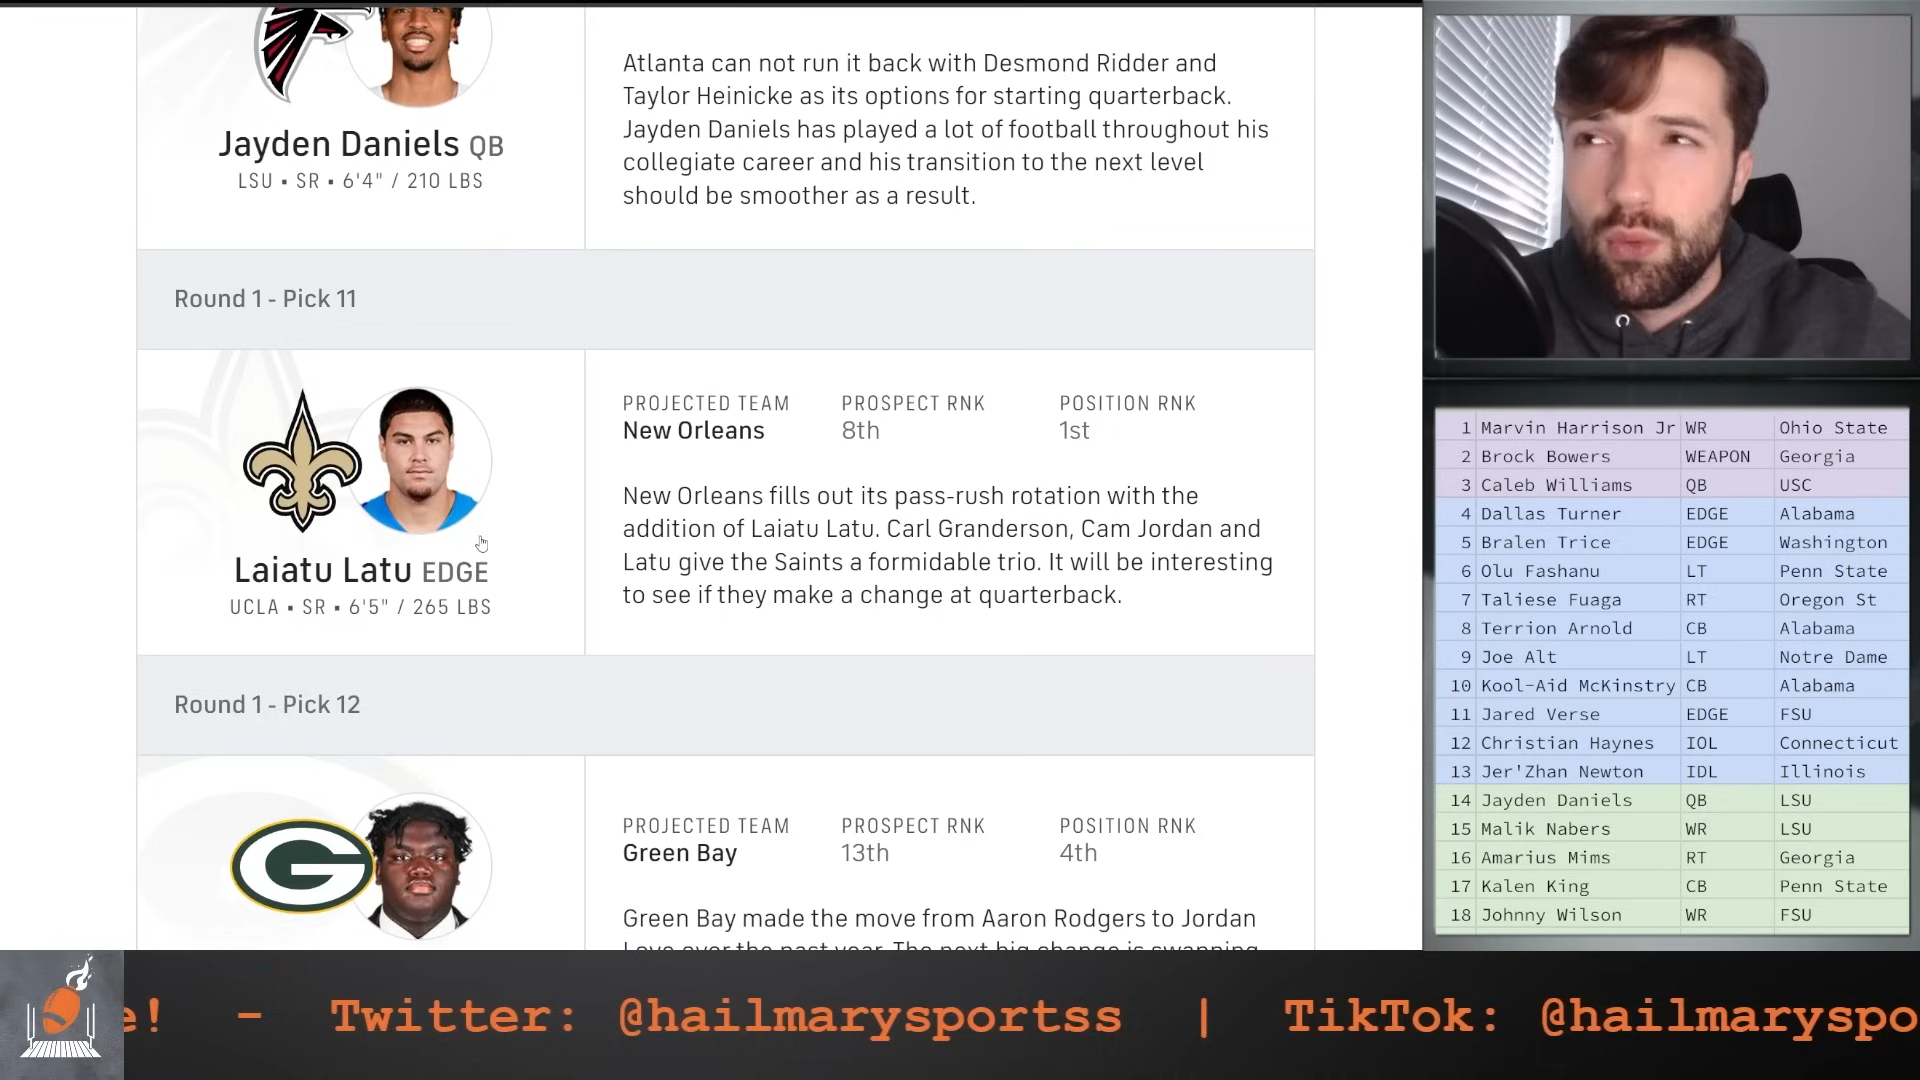 Jayden Daniels QB
LSU ▪ SR ▪ 6'4" / 210 LBS
Atlanta can not run it back with Desmond Ridder and
Taylor Heinicke as its options for starting quarterback.
Jayden Daniels has played a lot of football throughout his
collegiate career and his transition to the next level
should be smoother as a result.
Round 1 - Pick 11
Laiatu Latu EDGE
UCLA ▪ SR ▪ 6'5" / 265 LBS
PROJECTED TEAM PROSPECT RNK POSITION RNK
New Orleans 8th 1st
New Orleans fills out its pass-rush rotation with the
addition of Laiatu Latu. Carl Granderson, Cam Jordan and
Latu give the Saints a formidable trio. It will be interesting
to see if they make a change at quarterback.
Round 1 - Pick 12
G
PROJECTED TEAM PROSPECT RNK POSITION RNK
Green Bay 13th 4th
Green Bay made the move from Aaron Rodgers to Jordan
Love over the past year. The next big change is swapping
1 Marvin Harrison Jr WR Ohio State
2 Brock Bowers WEAPON Georgia
3 Caleb Williams QB USC
4 Dallas Turner EDGE Alabama
5 Bralen Trice EDGE Washington
6 Olu Fashanu LT Penn State
7 Taliese Fuaga RT Oregon St
8 Terrion Arnold CB Alabama
9 Joe Alt LT Notre Dame
10 Kool-Aid McKinstry CB Alabama
11 Jared Verse EDGE FSU
12 Christian Haynes IOL Connecticut
13 Jer'Zhan Newton IDL Illinois
14 Jayden Daniels QB LSU
15 Malik Nabers WR LSU
16 Amarius Mims RT Georgia
17 Kalen King CB Penn State
18 Johnny Wilson WR FSU
e! - Twitter: @hailmarysportss | TikTok: @hailmaryspo